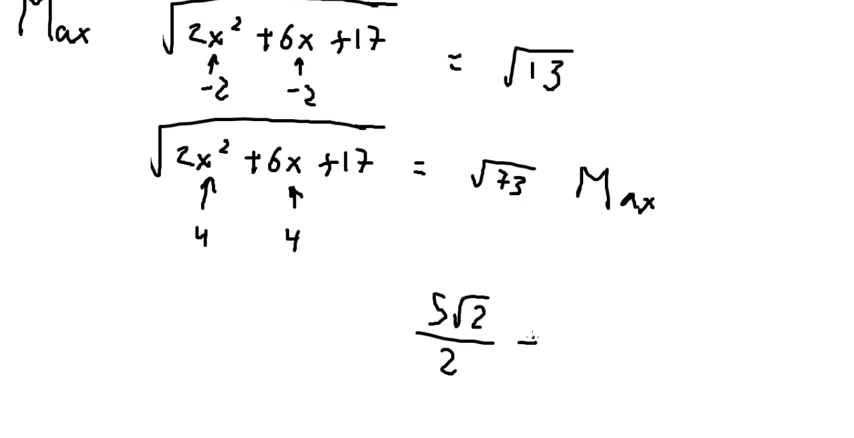 Max √(2x² + 6x + 17) = √13
-2 -2
√(2x² + 6x + 17) = √73 Max
4 4
5√2/2 -